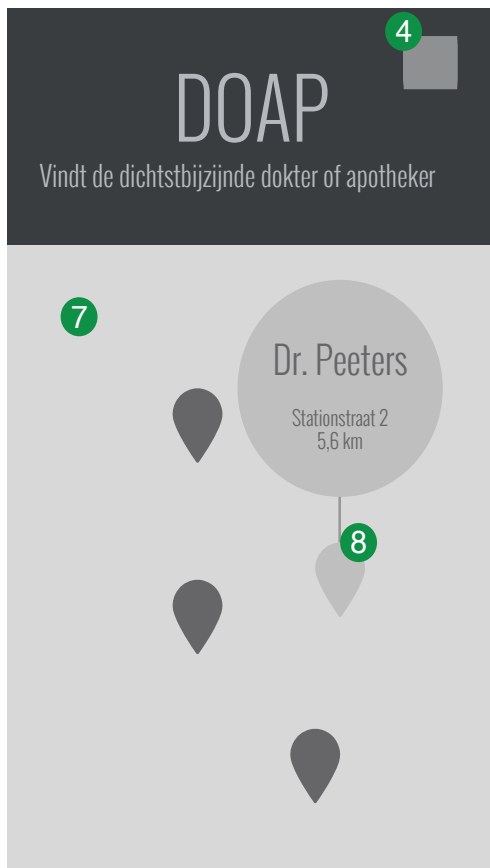 4
DOAP
Vindt de dichtstbijzijnde dokter of apotheker
7
Dr. Peeters
Stationstraat 2
5,6 km
8